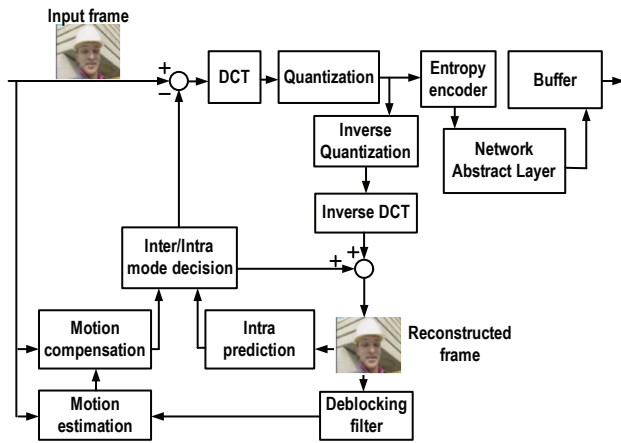 Input frame
+
−
DCT
Quantization
Entropy
encoder
Buffer
Inverse
Quantization
Network
Abstract Layer
Inverse DCT
Inter/Intra
mode decision
+
+
Motion
compensation
Intra
prediction
Reconstructed
frame
Motion
estimation
Deblocking
filter